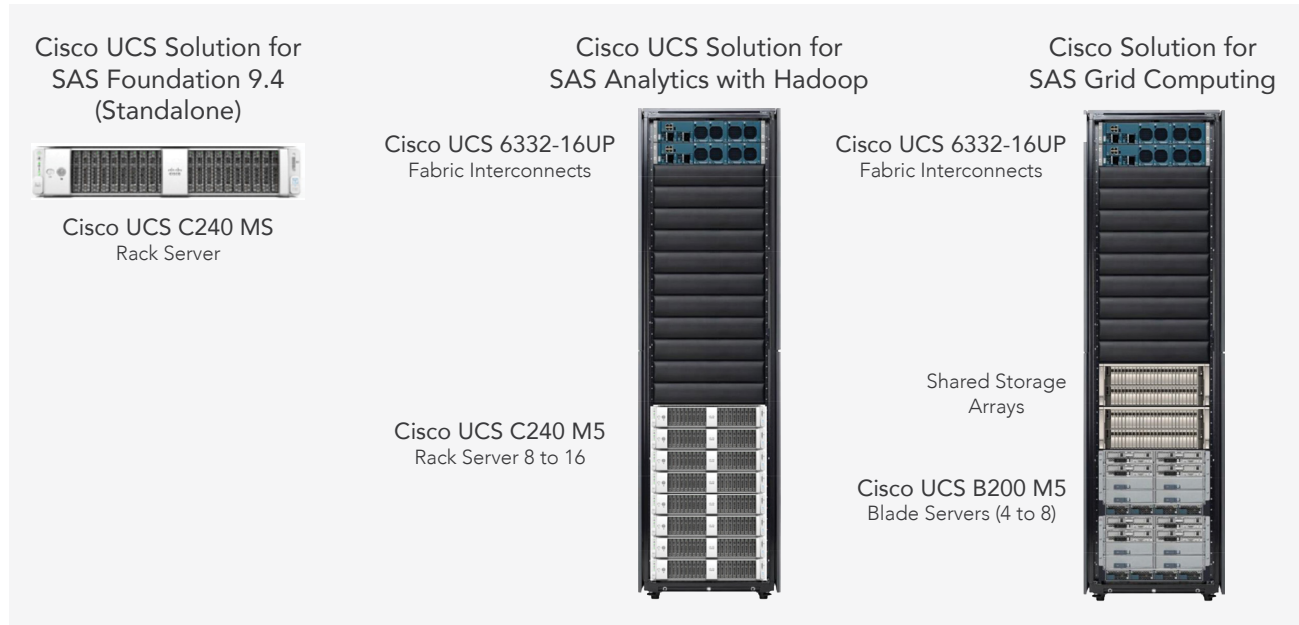 Cisco UCS Solution for
SAS Foundation 9.4
(Standalone)
Cisco UCS C240 MS
Rack Server
Cisco UCS Solution for
SAS Analytics with Hadoop
Cisco UCS 6332-16UP
Fabric Interconnects
Cisco UCS C240 M5
Rack Server 8 to 16
Cisco Solution for
SAS Grid Computing
Cisco UCS 6332-16UP
Fabric Interconnects
Shared Storage
Arrays
Cisco UCS B200 M5
Blade Servers (4 to 8)